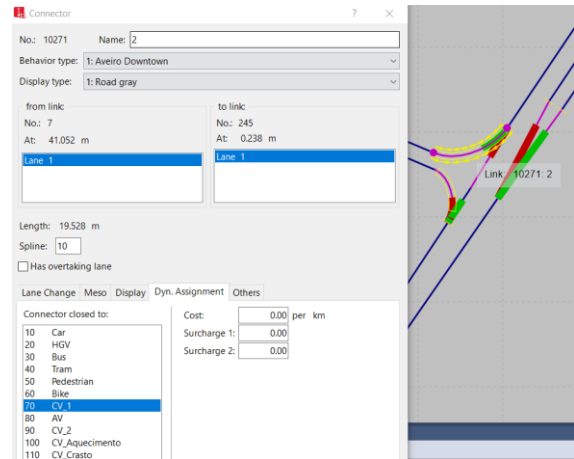 Connector
No.: 10271 Name: 2
Behavior type: 1: Aveiro Downtown
Display type: 1: Road gray
from link:
No.: 7
At: 41.052 m
Lane 1
to link:
No.: 245
At: 0.238 m
Lane 1
Length: 19.528 m
Spline: 10
Has overtaking lane
Lane Change Meso Display Dyn. Assignment Others
Connector closed to:
10 Car
20 HGV
30 Bus
40 Tram
50 Pedestrian
60 Bike
70 CV_1
80 AV
90 CV_2
100 CV_Aquecimento
110 CV_Crasto
Cost: 0.00 per km
Surcharge 1: 0.00
Surcharge 2: 0.00
Link 10271: 2